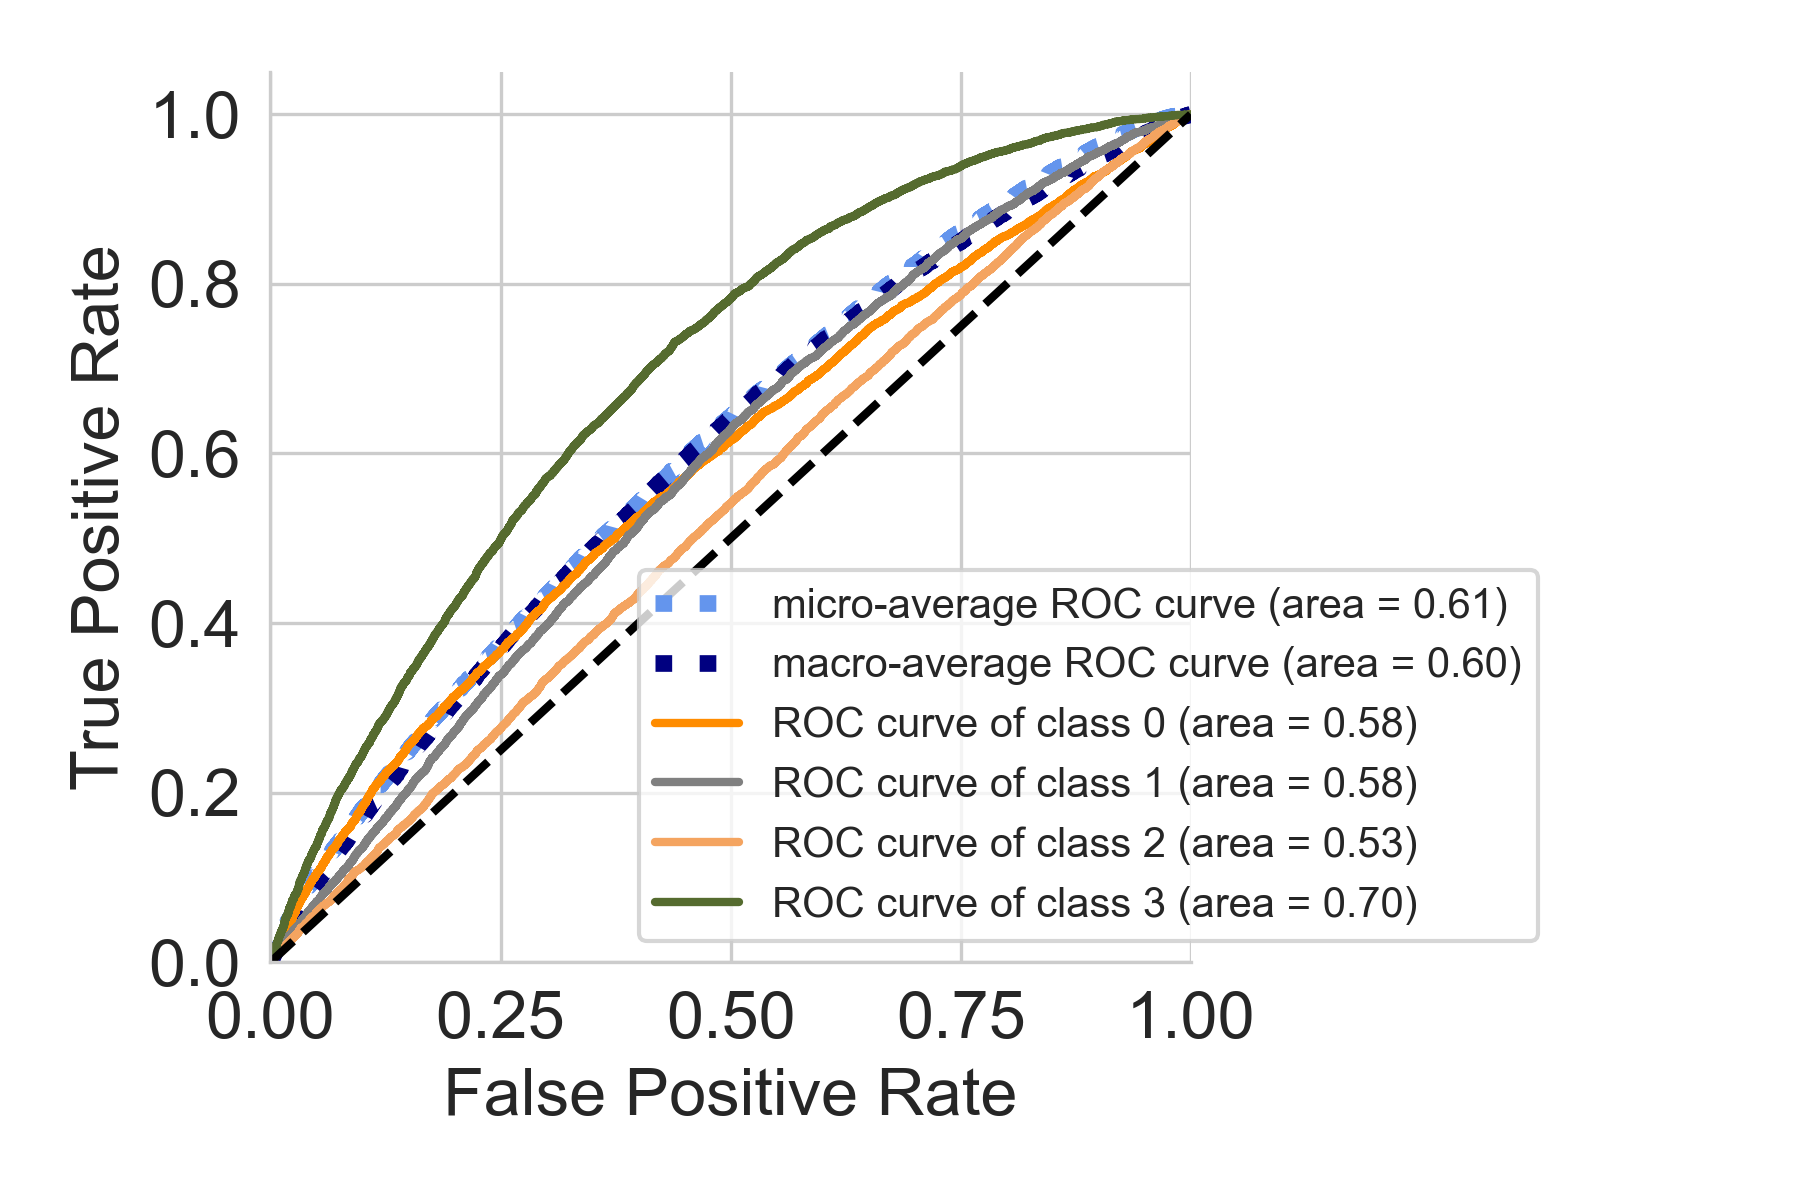 True Positive Rate
1.0
0.8
0.6
0.4
0.2
0.0
micro-average ROC curve (area = 0.61)
macro-average ROC curve (area = 0.60)
ROC curve of class 0 (area = 0.58)
ROC curve of class 1 (area = 0.58)
ROC curve of class 2 (area = 0.53)
ROC curve of class 3 (area = 0.70)
0.00 0.25 0.50 0.75 1.00
False Positive Rate